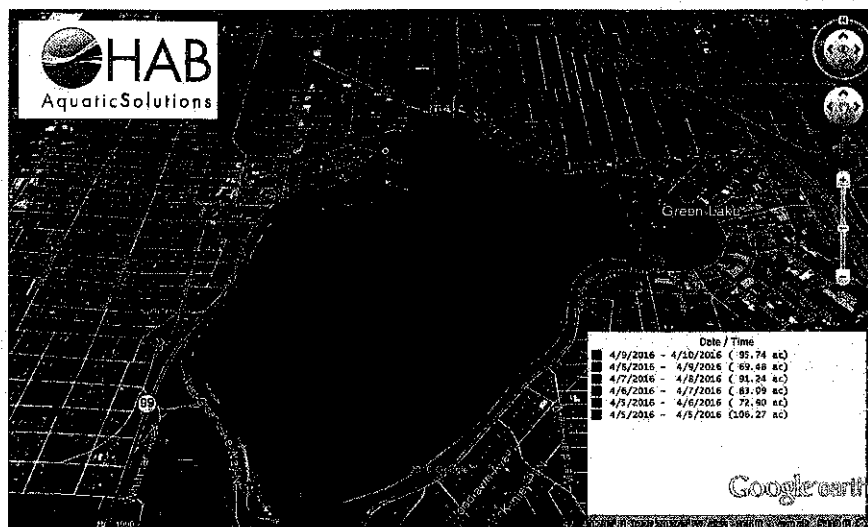 HAB
AquaticSolutions
N
Green Lake
99
Date / Time
4/9/2016 - 4/10/2016 ( 95.74 ac)
4/8/2016 - 4/9/2016 ( 69.48 ac)
4/7/2016 - 4/8/2016 ( 91.24 ac)
4/6/2016 - 4/7/2016 ( 83.09 ac)
4/5/2016 - 4/6/2016 ( 72.90 ac)
4/5/2016 - 4/5/2016 (106.27 ac)
Google earth